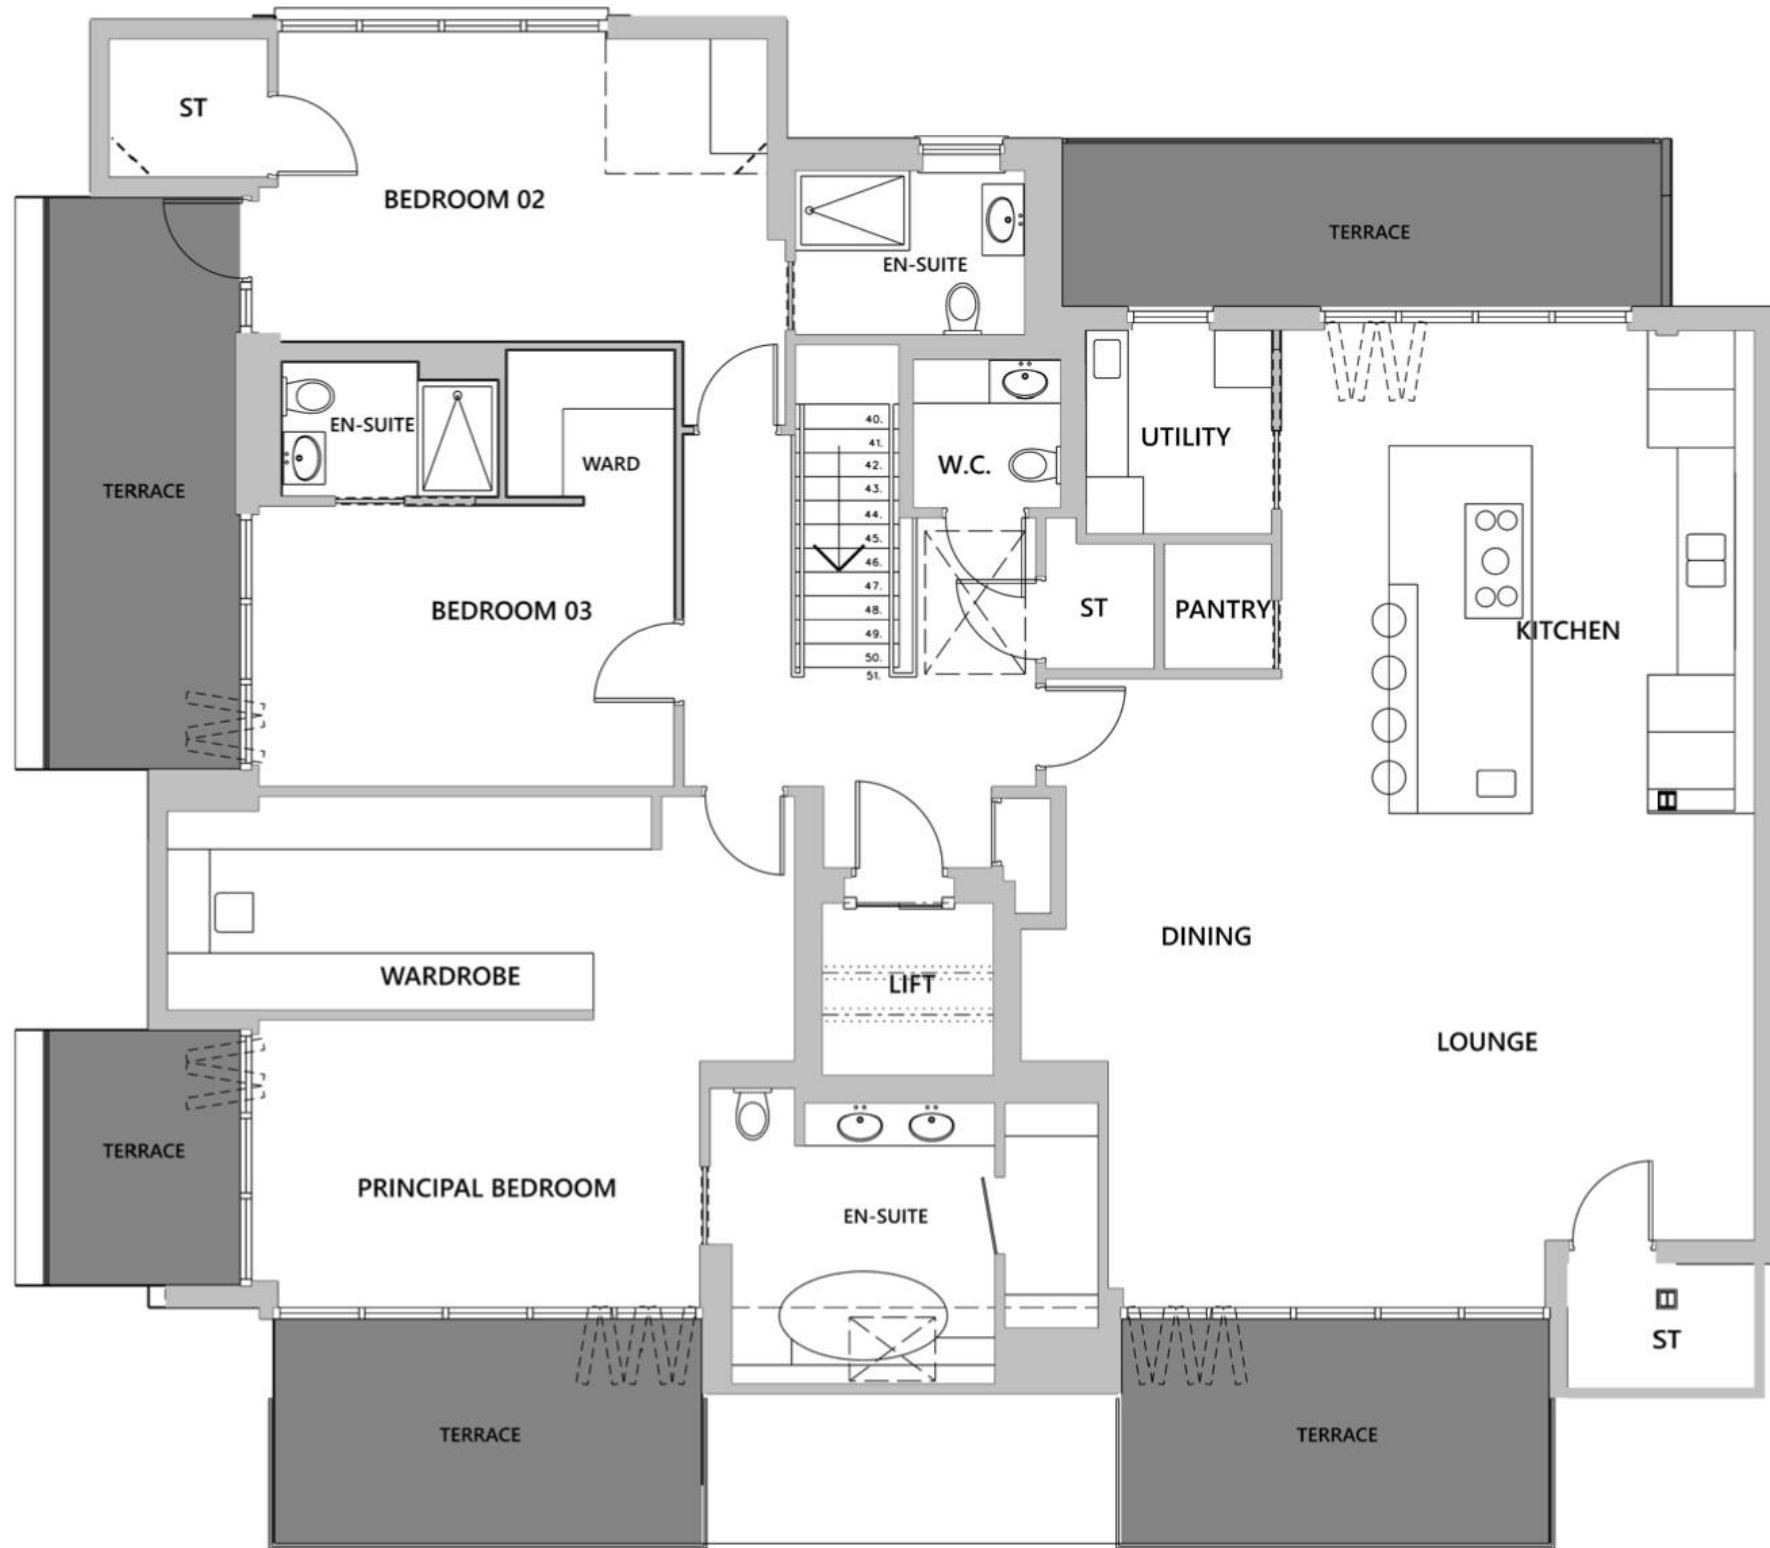 ST
BEDROOM 02
TERRACE
EN-SUITE
EN-SUITE
WARD
TERRACE
40.
41.
42.
43.
44.
45.
46.
47.
48.
49.
50.
51.
W.C.
UTILITY
BEDROOM 03
ST
PANTRY
KITCHEN
DINING
WARDROBE
LIFT
LOUNGE
TERRACE
PRINCIPAL BEDROOM
EN-SUITE
ST
TERRACE
TERRACE